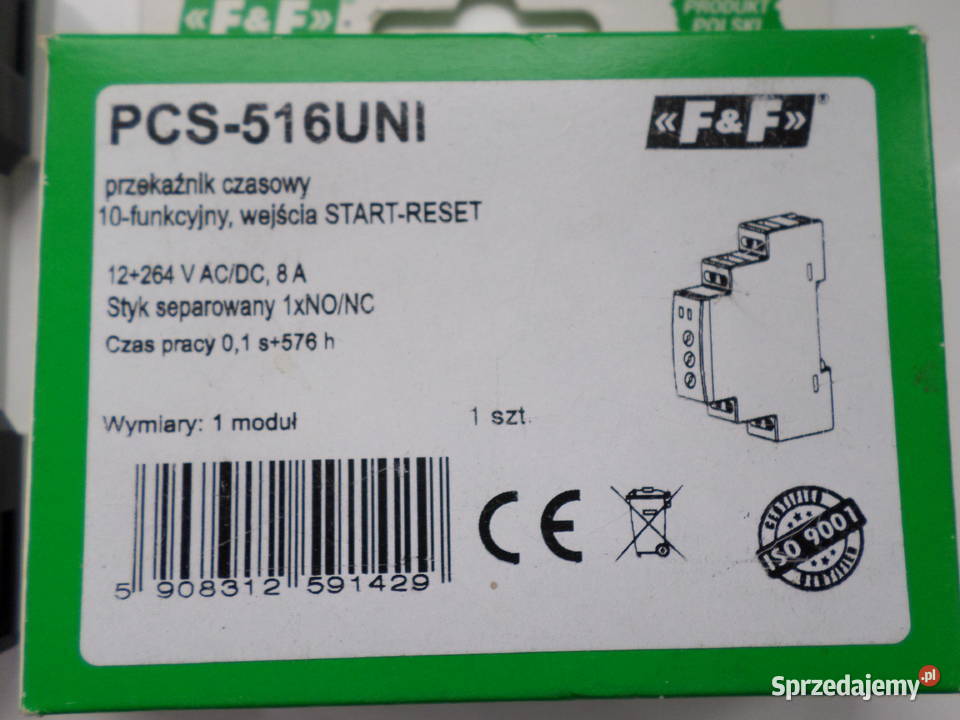 «F&F»
PRODUKT
POLSKI
PCS-516UNI
«F&F»®
przekaźnik czasowy
10-funkcyjny, wejścia START-RESET
12÷264 V AC/DC, 8 A
Styk separowany 1xNO/NC
Czas pracy 0,1 s÷576 h
Wymiary: 1 moduł
1 szt.
CE
CERTIFIED
ISO 9001
CERTIFIED
5 908312 591429
Sprzedajemy.pl